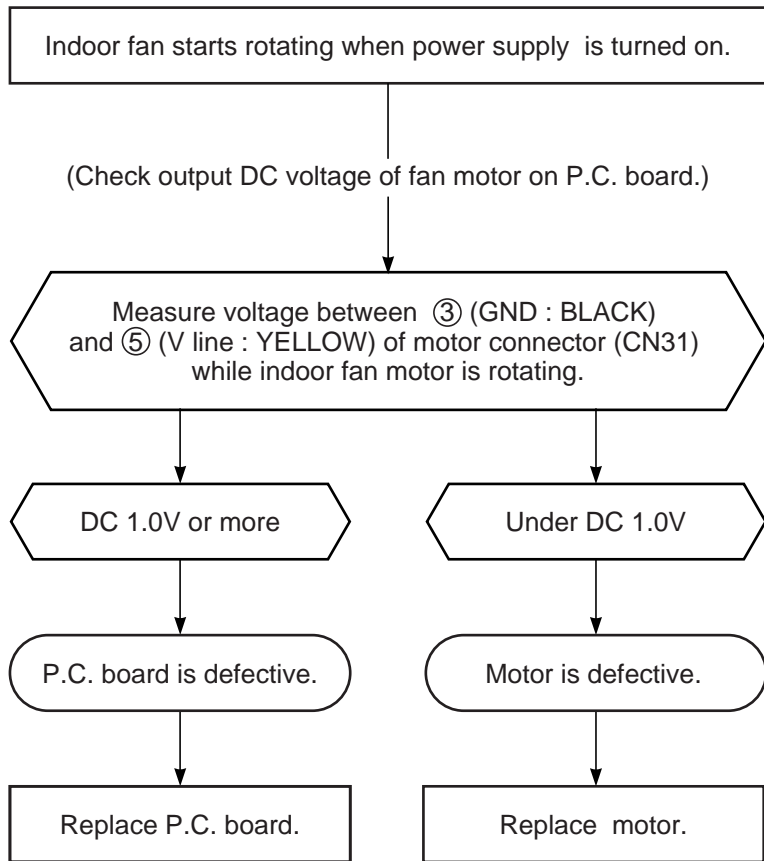 Indoor fan starts rotating when power supply is turned on.
(Check output DC voltage of fan motor on P.C. board.)
Measure voltage between ③ (GND : BLACK)
and ⑤ (V line : YELLOW) of motor connector (CN31)
while indoor fan motor is rotating.
DC 1.0V or more
Under DC 1.0V
P.C. board is defective.
Motor is defective.
Replace P.C. board.
Replace motor.